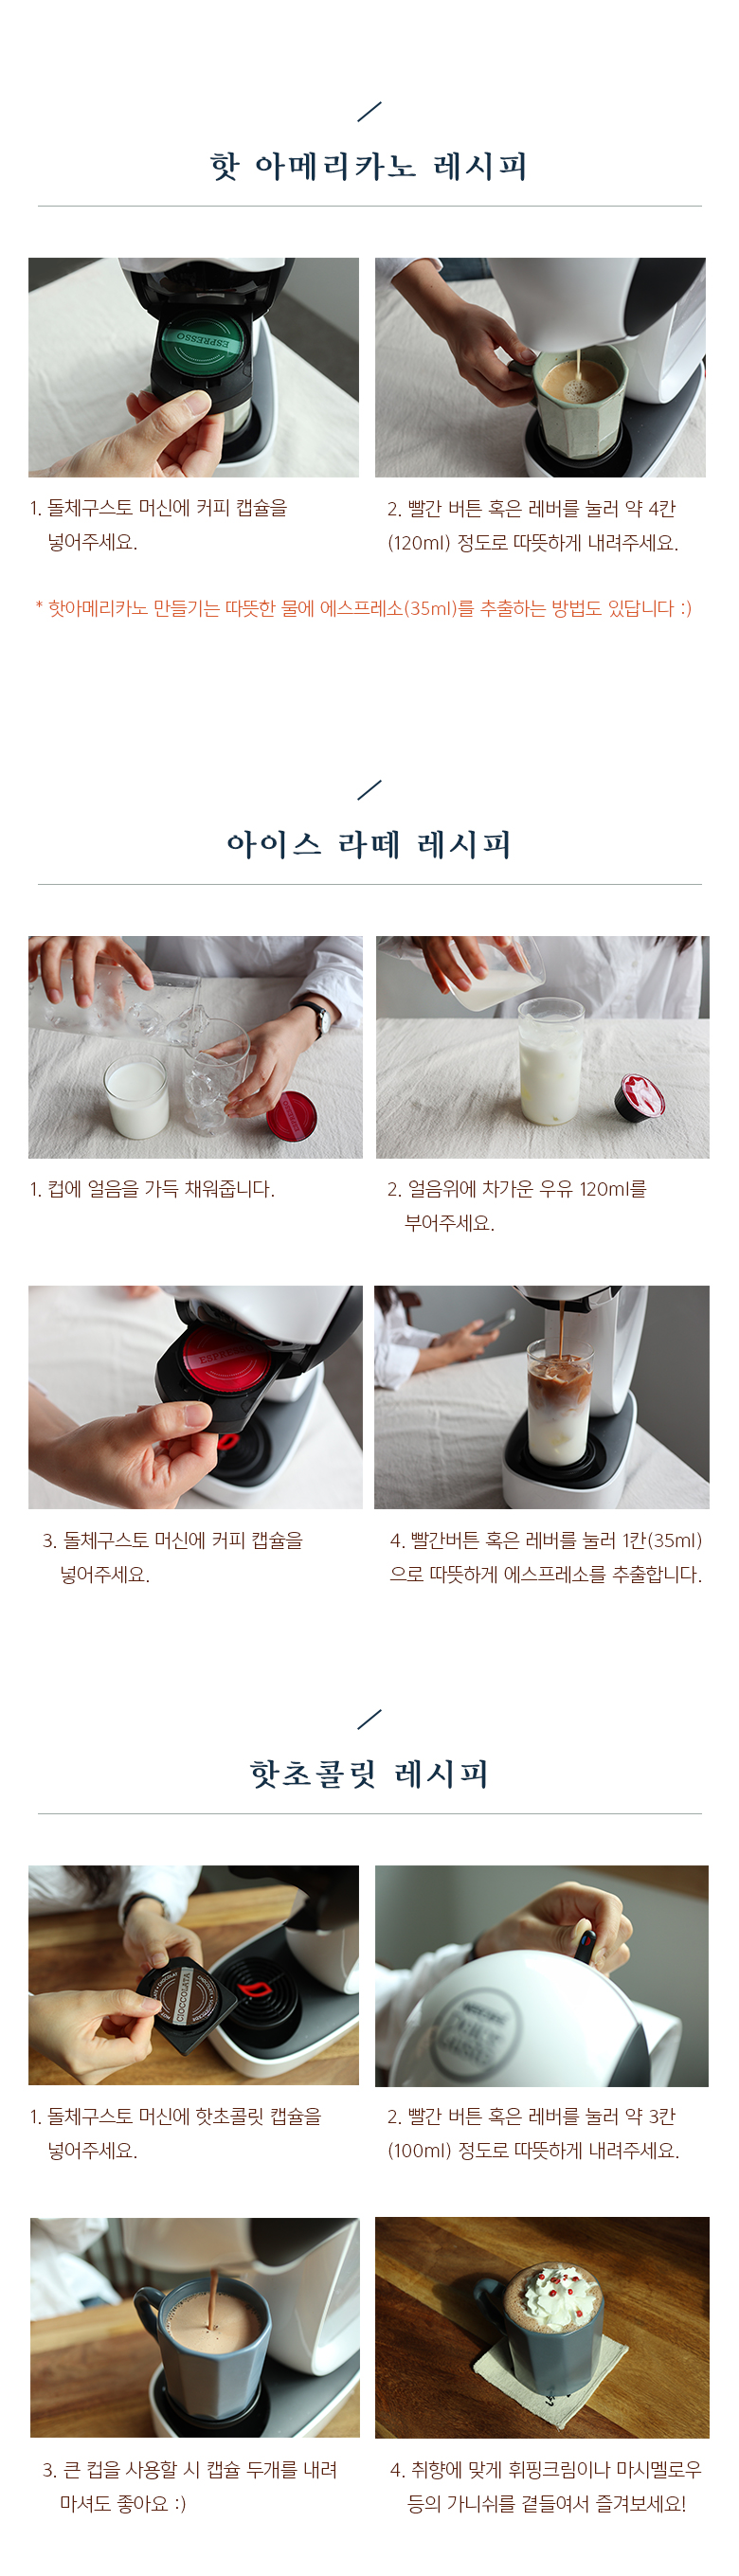 핫 아메리카노 레시피
ESPRESSO
1. 돌체구스토 머신에 커피 캡슐을
넣어주세요.
2. 빨간 버튼 혹은 레버를 눌러 약 4칸
(120ml) 정도로 따뜻하게 내려주세요.
* 핫아메리카노 만들기는 따뜻한 물에 에스프레소(35ml)를 추출하는 방법도 있답니다 :)
아이스 라떼 레시피
1. 컵에 얼음을 가득 채워줍니다.
2. 얼음위에 차가운 우유 120ml를
부어주세요.
ESPRESSO
3. 돌체구스토 머신에 커피 캡슐을
넣어주세요.
4. 빨간버튼 혹은 레버를 눌러 1칸(35ml)
으로 따뜻하게 에스프레소를 추출합니다.
핫초콜릿 레시피
CIOCCOLATA
1. 돌체구스토 머신에 핫초콜릿 캡슐을
넣어주세요.
2. 빨간 버튼 혹은 레버를 눌러 약 3칸
(100ml) 정도로 따뜻하게 내려주세요.
3. 큰 컵을 사용할 시 캡슐 두개를 내려
마셔도 좋아요 :)
4. 취향에 맞게 휘핑크림이나 마시멜로우
등의 가니쉬를 곁들여서 즐겨보세요!